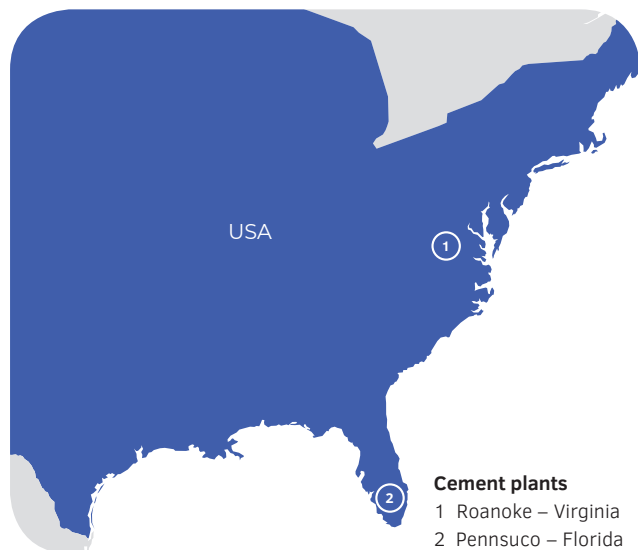 USA
1
2
Cement plants
1 Roanoke – Virginia
2 Pennsuco – Florida